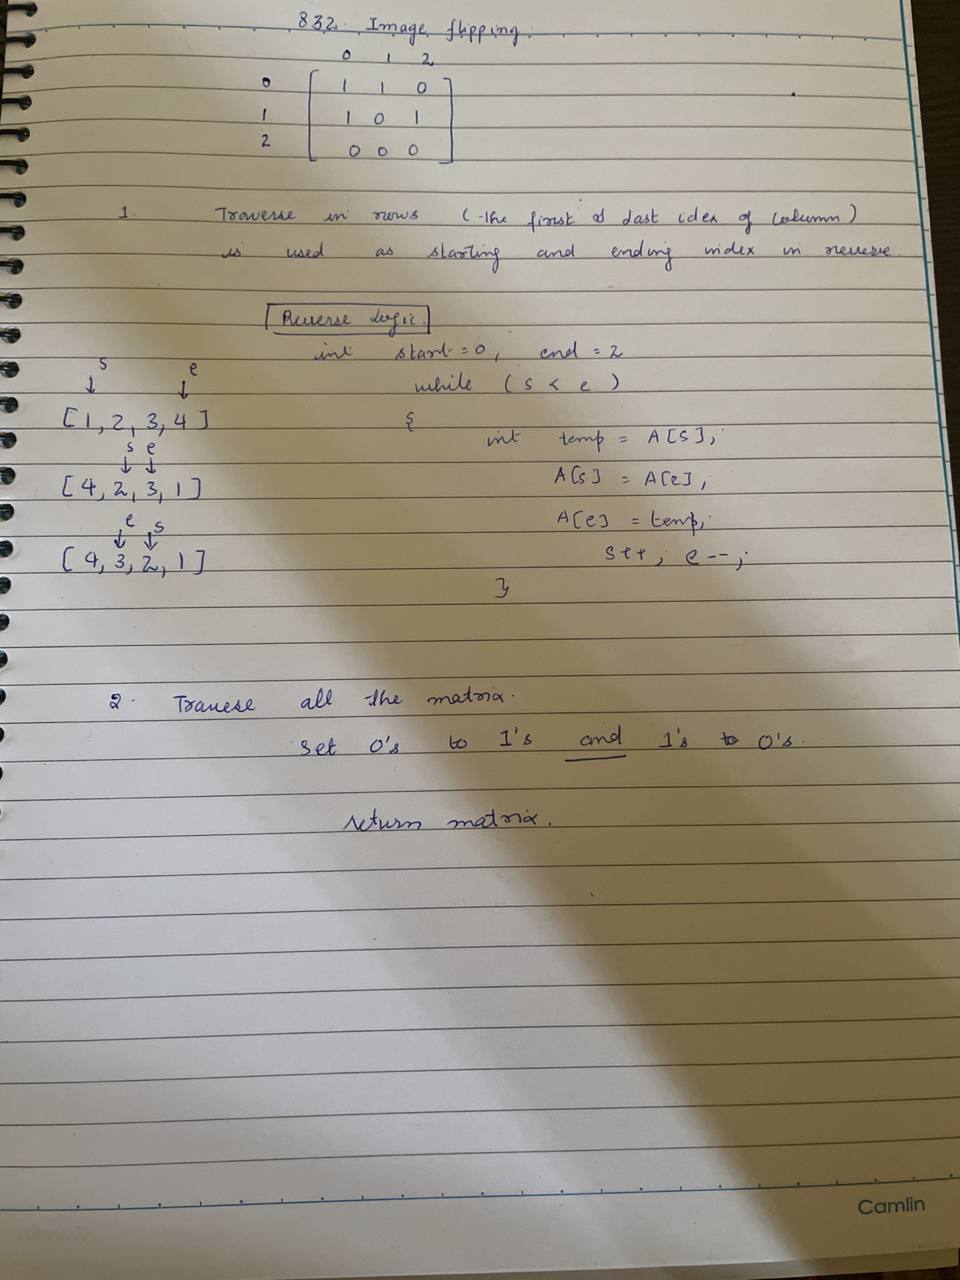 832. Image flipping.
0 1 2
0 1 1 0
1 1 0 1
2 0 0 0
1. Traverse in rows (the first & last idex of column)
is used as starting and ending index in reverse.
Reverse Logic.
int start = 0, end = 2
while (s < e)
{
int temp = A[s];
A[s] = A[e];
A[e] = temp;
s++; e--;
}
s e
[1, 2, 3, 4]
s e
[4, 2, 3, 1]
e s
[4, 3, 2, 1]
2. Travese all the matrix.
Set 0's to 1's and 1's to 0's.
return matrix.
Camlin